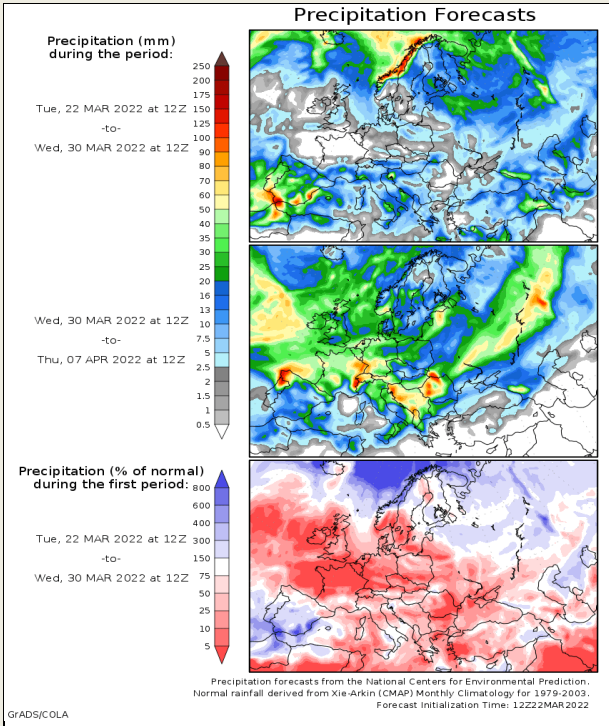 Precipitation Forecasts
Precipitation (mm)
during the period:
250
200
175
150
125
100
90
80
70
60
50
40
35
30
25
20
16
13
10
7.5
5
2.5
2
1.5
1
0.5
Tue, 22 MAR 2022 at 12Z
-to-
Wed, 30 MAR 2022 at 12Z
Wed, 30 MAR 2022 at 12Z
-to-
Thu, 07 APR 2022 at 12Z
Precipitation (% of normal)
during the first period:
800
600
400
300
150
75
50
25
10
5
Tue, 22 MAR 2022 at 12Z
-to-
Wed, 30 MAR 2022 at 12Z
Precipitation forecasts from the National Centers for Environmental Prediction.
Normal rainfall derived from Xie-Arkin (CMAP) Monthly Climatology for 1979-2003.
Forecast Initialization Time: 12Z22MAR2022
GrADS/COLA